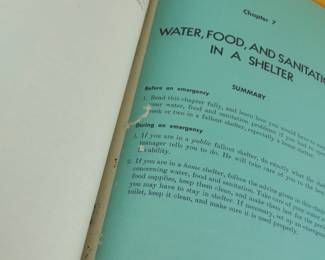 Chapter 7
WATER, FOOD, AND SANITATIO
IN A SHELTER
SUMMARY
Before an emergency
1. Read this chapter fully, and learn how you would have to
your water, food and sanitation problems if you had to
week or two in a fallout shelter, especially a home
During an emergency
1. If you are in a public fallout shelter, do exactly what the
manager tells you to do. He will take care of you to the
ability.
2. If you are in a home shelter, follow the advice given in this
concerning water, food and sanitation. Take care of your water
food supplies, keep them clean, and make them last for the
you may have to stay in shelter. If necessary, set up an emergency
toilet, keep it clean, and make sure it is used properly.